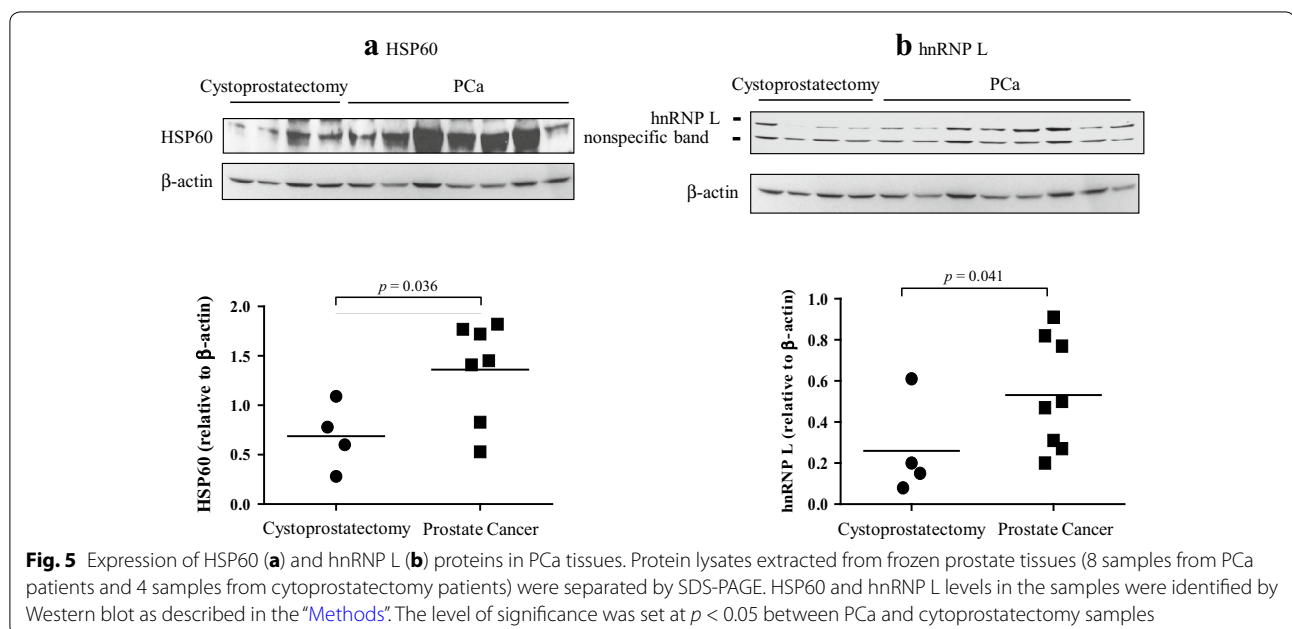 a HSP60
Cystoprostatectomy PCa
HSP60
β-actin
p = 0.036
2.0
1.5
1.0
0.5
0.0
HSP60 (relative to β-actin)
Cystoprostatectomy Prostate Cancer
b hnRNP L
Cystoprostatectomy PCa
hnRNP L
nonspecific band
β-actin
p = 0.041
1.0
0.8
0.6
0.4
0.2
0.0
hnRNP L (relative to β-actin)
Cystoprostatectomy Prostate Cancer
Fig. 5 Expression of HSP60 (a) and hnRNP L (b) proteins in PCa tissues. Protein lysates extracted from frozen prostate tissues (8 samples from PCa
patients and 4 samples from cytoprostatectomy patients) were separated by SDS-PAGE. HSP60 and hnRNP L levels in the samples were identified by
Western blot as described in the “Methods”. The level of significance was set at p < 0.05 between PCa and cytoprostatectomy samples